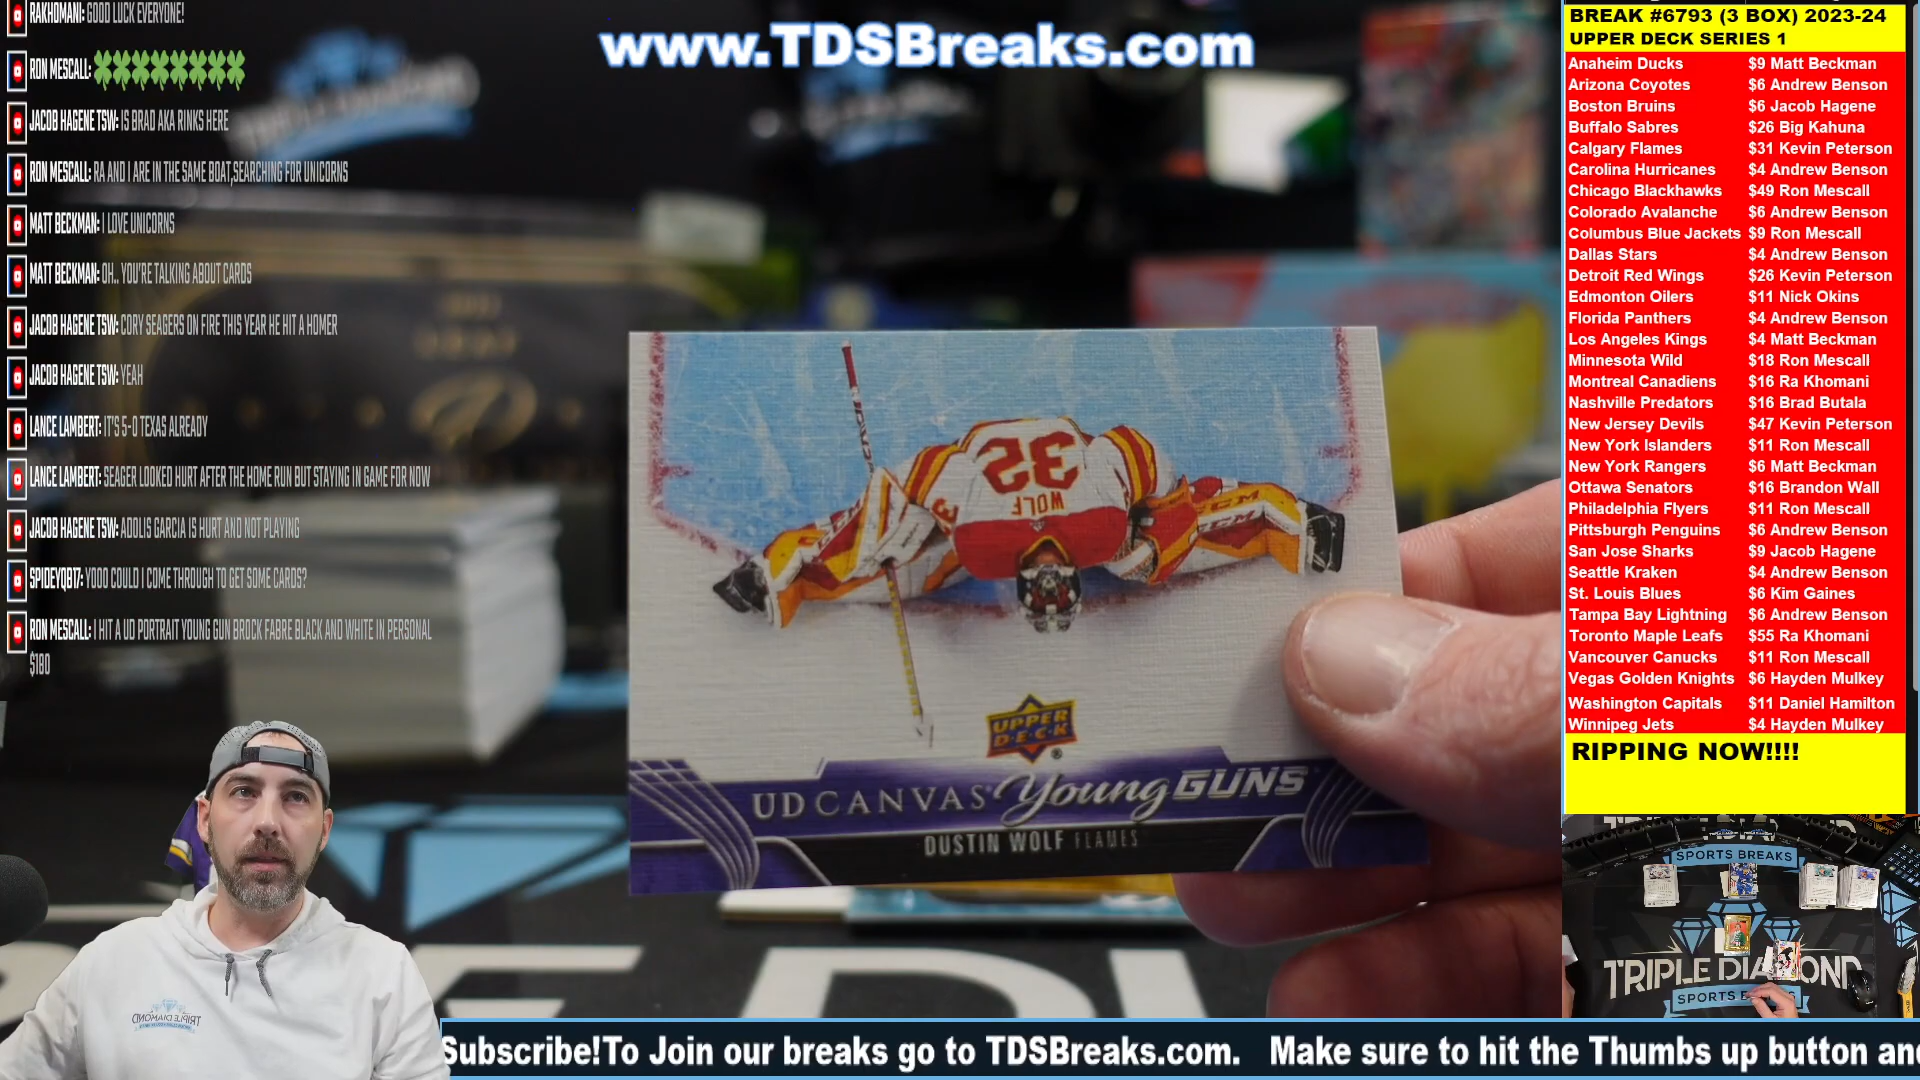 RAKHOMANI: GOOD LUCK EVERYONE!
RON MESCALL:
JACOB HAGENE TSW: IS BRAD AKA RINKS HERE
RON MESCALL: RA AND I ARE IN THE SAME BOAT,SEARCHING FOR UNICORNS
MATT BECKMAN: I LOVE UNICORNS
MATT BECKMAN: OH.. YOU'RE TALKING ABOUT CARDS
JACOB HAGENE TSW: CORY SEAGERS ON FIRE THIS YEAR HE HIT A HOMER
JACOB HAGENE TSW: YEAH
LANCE LAMBERT: IT'S 5-0 TEXAS ALREADY
LANCE LAMBERT: SEAGER LOOKED HURT AFTER THE HOME RUN BUT STAYING IN GAME FOR NOW
JACOB HAGENE TSW: ADOLIS GARCIA IS HURT AND NOT PLAYING
SPIDEYQB17: YOOO COULD I COME THROUGH TO GET SOME CARDS?
RON MESCALL: I HIT A UD PORTRAIT YOUNG GUN BROCK FABRE BLACK AND WHITE IN PERSONAL
$180
www.TDSBreaks.com
32
WOLF
UPPER
D·E·C·K
UD CANVAS Young GUNS
DUSTIN WOLF FLAMES
TRIPLE DIAMOND
BREAK #6793 (3 BOX) 2023-24
UPPER DECK SERIES 1
Anaheim Ducks $9 Matt Beckman
Arizona Coyotes $6 Andrew Benson
Boston Bruins $6 Jacob Hagene
Buffalo Sabres $26 Big Kahuna
Calgary Flames $31 Kevin Peterson
Carolina Hurricanes $4 Andrew Benson
Chicago Blackhawks $49 Ron Mescall
Colorado Avalanche $6 Andrew Benson
Columbus Blue Jackets $9 Ron Mescall
Dallas Stars $4 Andrew Benson
Detroit Red Wings $26 Kevin Peterson
Edmonton Oilers $11 Nick Okins
Florida Panthers $4 Andrew Benson
Los Angeles Kings $4 Matt Beckman
Minnesota Wild $18 Ron Mescall
Montreal Canadiens $16 Ra Khomani
Nashville Predators $16 Brad Butala
New Jersey Devils $47 Kevin Peterson
New York Islanders $11 Ron Mescall
New York Rangers $6 Matt Beckman
Ottawa Senators $16 Brandon Wall
Philadelphia Flyers $11 Ron Mescall
Pittsburgh Penguins $6 Andrew Benson
San Jose Sharks $9 Jacob Hagene
Seattle Kraken $4 Andrew Benson
St. Louis Blues $6 Kim Gaines
Tampa Bay Lightning $6 Andrew Benson
Toronto Maple Leafs $55 Ra Khomani
Vancouver Canucks $11 Ron Mescall
Vegas Golden Knights $6 Hayden Mulkey
Washington Capitals $11 Daniel Hamilton
Winnipeg Jets $4 Hayden Mulkey
RIPPING NOW!!!!
SPORTS BREAKS
TRIPLE DIAMOND
SPORTS
Subscribe!To Join our breaks go to TDSBreaks.com. Make sure to hit the Thumbs up button and